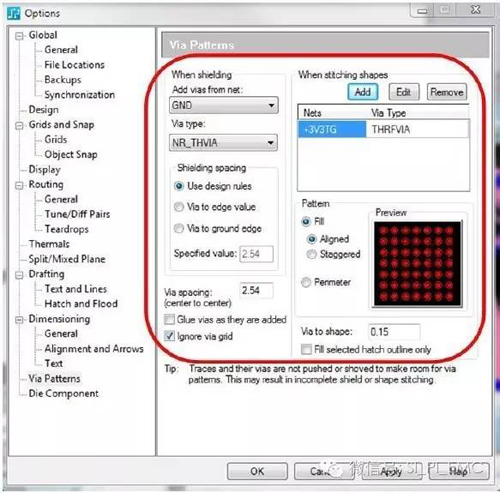 Options
Global
General
File Locations
Backups
Synchronization
Design
Grids and Snap
Grids
Object Snap
Display
Routing
General
Tune/Diff Pairs
Teardrops
Thermals
Split/Mixed Plane
Drafting
Text and Lines
Hatch and Flood
Dimensioning
General
Alignment and Arrows
Text
Via Patterns
Die Component
Via Patterns
When shielding
Add vias from net:
GND
Via type:
NR_THVIA
Shielding spacing
Use design rules
Via to edge value
Via to ground edge
Specified value: 2.54
Via spacing: 2.54
(center to center)
Glue vias as they are added
Ignore via grid
When stitching shapes
Add Edit Remove
Nets Via Type
+3V3TG THRFVIA
Pattern
Fill
Aligned
Staggered
Perimeter
Preview
Via to shape: 0.15
Fill selected hatch outline only
Tip: Traces and their vias are not pushed or shoved to make room for via
patterns. This may result in incomplete shield or shape stitching.
OK Apply Help
微信号: SI_PI_EMC